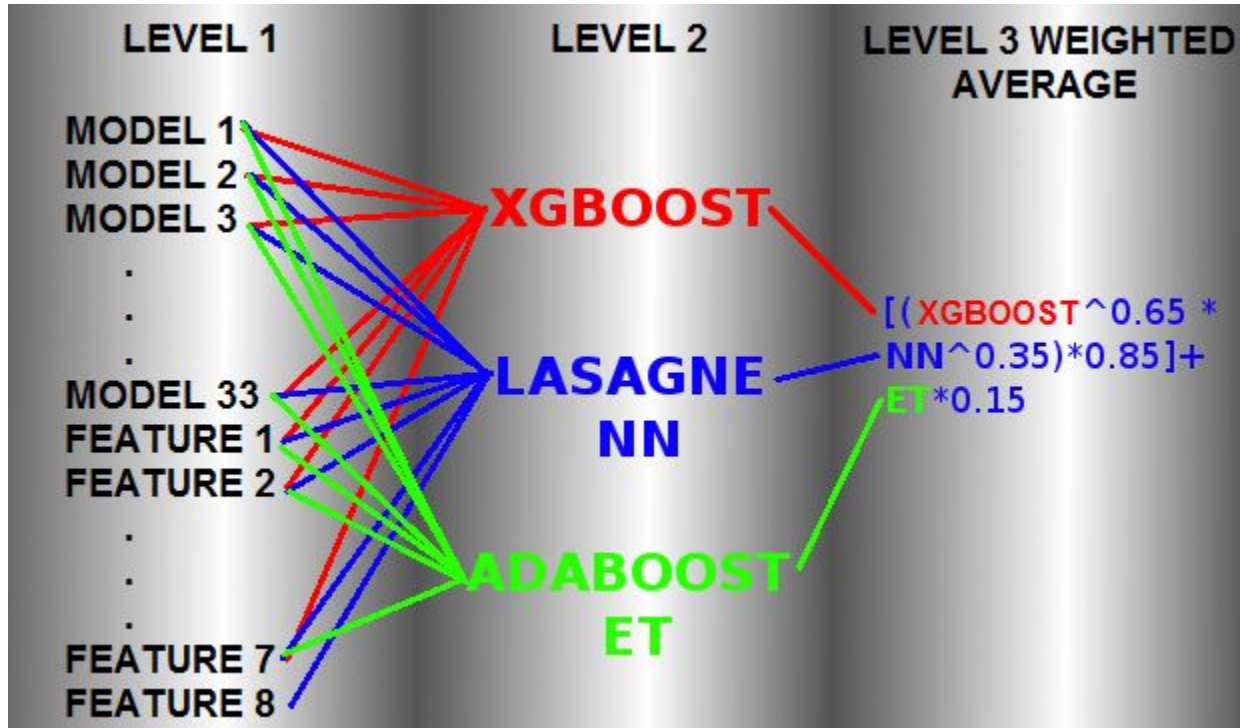 LEVEL 1
MODEL 1
MODEL 2
MODEL 3
.
.
.
MODEL 33
FEATURE 1
FEATURE 2
.
.
.
FEATURE 7
FEATURE 8
LEVEL 2
XGBOOST
LASAGNE
NN
ADABOOST
ET
LEVEL 3 WEIGHTED
AVERAGE
[(XGBOOST^0.65 *
NN^0.35)*0.85]+
ET*0.15